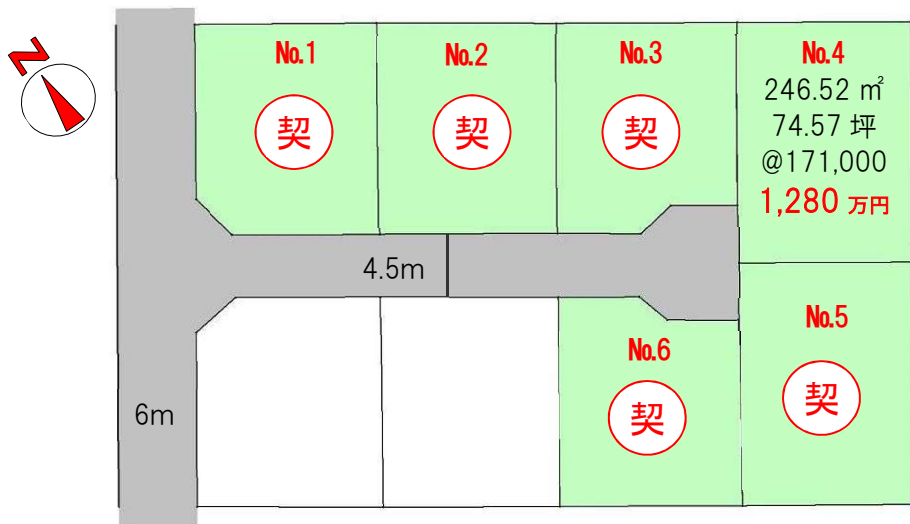 N
No.1
契
No.2
契
No.3
契
No.4
246.52 ㎡
74.57 坪
@171,000
1,280 万円
4.5m
6m
No.6
契
No.5
契